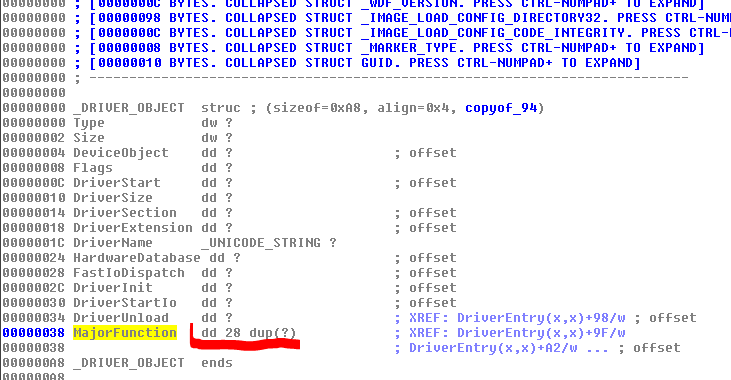 00000000 ; [0000000C BYTES. COLLAPSED STRUCT _WDF_VERSION. PRESS CTRL-NUMPAD+ TO EXPAND]
00000000 ; [00000098 BYTES. COLLAPSED STRUCT _IMAGE_LOAD_CONFIG_DIRECTORY32. PRESS CTRL-NUM
00000000 ; [0000000C BYTES. COLLAPSED STRUCT _IMAGE_LOAD_CONFIG_CODE_INTEGRITY. PRESS CTRL-
00000000 ; [00000008 BYTES. COLLAPSED STRUCT _MARKER_TYPE. PRESS CTRL-NUMPAD+ TO EXPAND]
00000000 ; [00000010 BYTES. COLLAPSED STRUCT GUID. PRESS CTRL-NUMPAD+ TO EXPAND]
00000000 ; ---------------------------------------------------------------------------
00000000
00000000 _DRIVER_OBJECT struc ; (sizeof=0xA8, align=0x4, copyof_94)
00000000 Type dw ?
00000002 Size dw ?
00000004 DeviceObject dd ? ; offset
00000008 Flags dd ?
0000000C DriverStart dd ? ; offset
00000010 DriverSize dd ?
00000014 DriverSection dd ? ; offset
00000018 DriverExtension dd ? ; offset
0000001C DriverName _UNICODE_STRING ?
00000024 HardwareDatabase dd ? ; offset
00000028 FastIoDispatch dd ? ; offset
0000002C DriverInit dd ? ; offset
00000030 DriverStartIo dd ? ; offset
00000034 DriverUnload dd ? ; XREF: DriverEntry(x,x)+98/w ; offset
00000038 MajorFunction dd 28 dup(?) ; XREF: DriverEntry(x,x)+9F/w
00000038 ; DriverEntry(x,x)+A2/w ... ; offset
000000A8 _DRIVER_OBJECT ends
000000A8